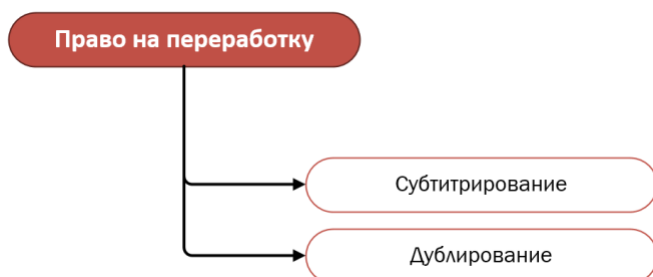 Право на переработку
Субтитрирование
Дублирование